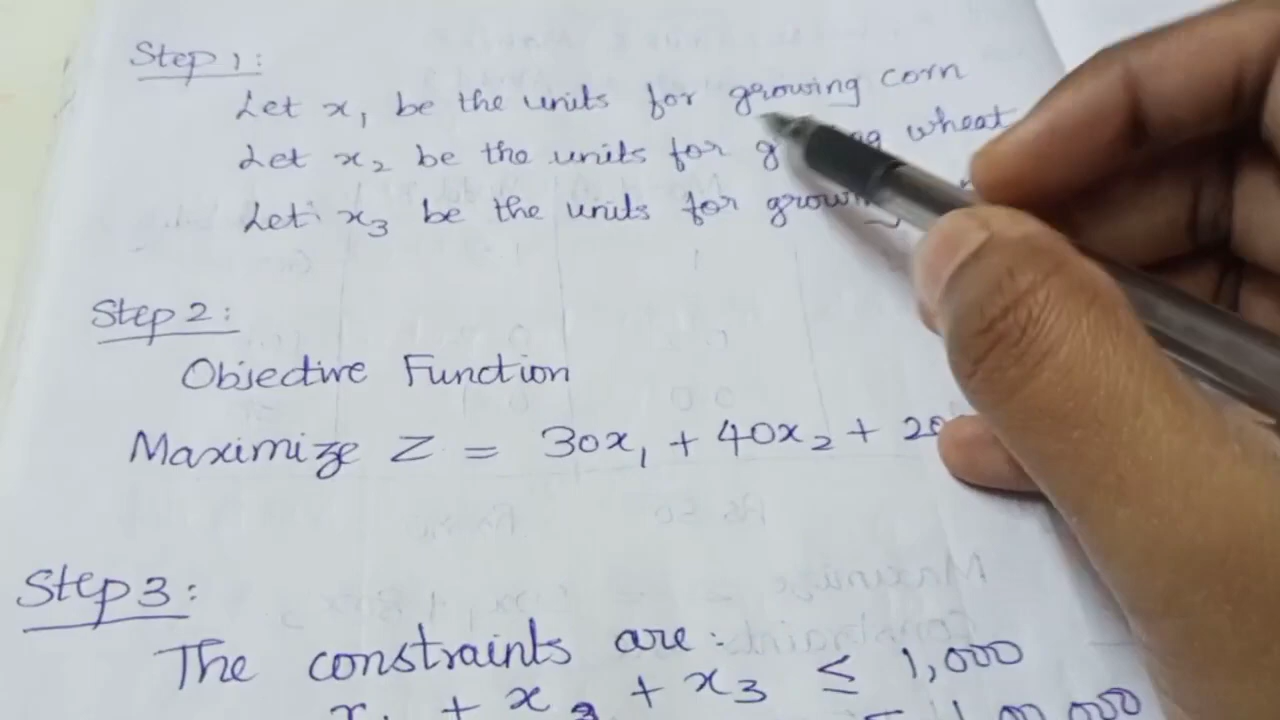 Step 1:
Let x₁ be the units for growing corn
Let x₂ be the units for wheat
Let x₃ be the units for
Step 2:
Objective Function
Maximize Z = 30x₁ + 40x₂ + 20
Step 3:
The constraints are:
x₁ + x₂ + x₃ ≤ 1,000